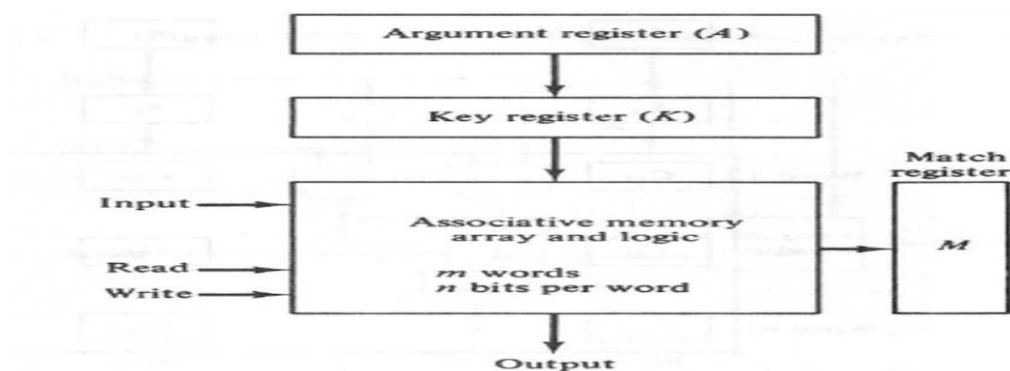 Argument register (A)
Key register (K)
Match
register
Input
Associative memory
array and logic
M
Read
m words
Write
n bits per word
Output